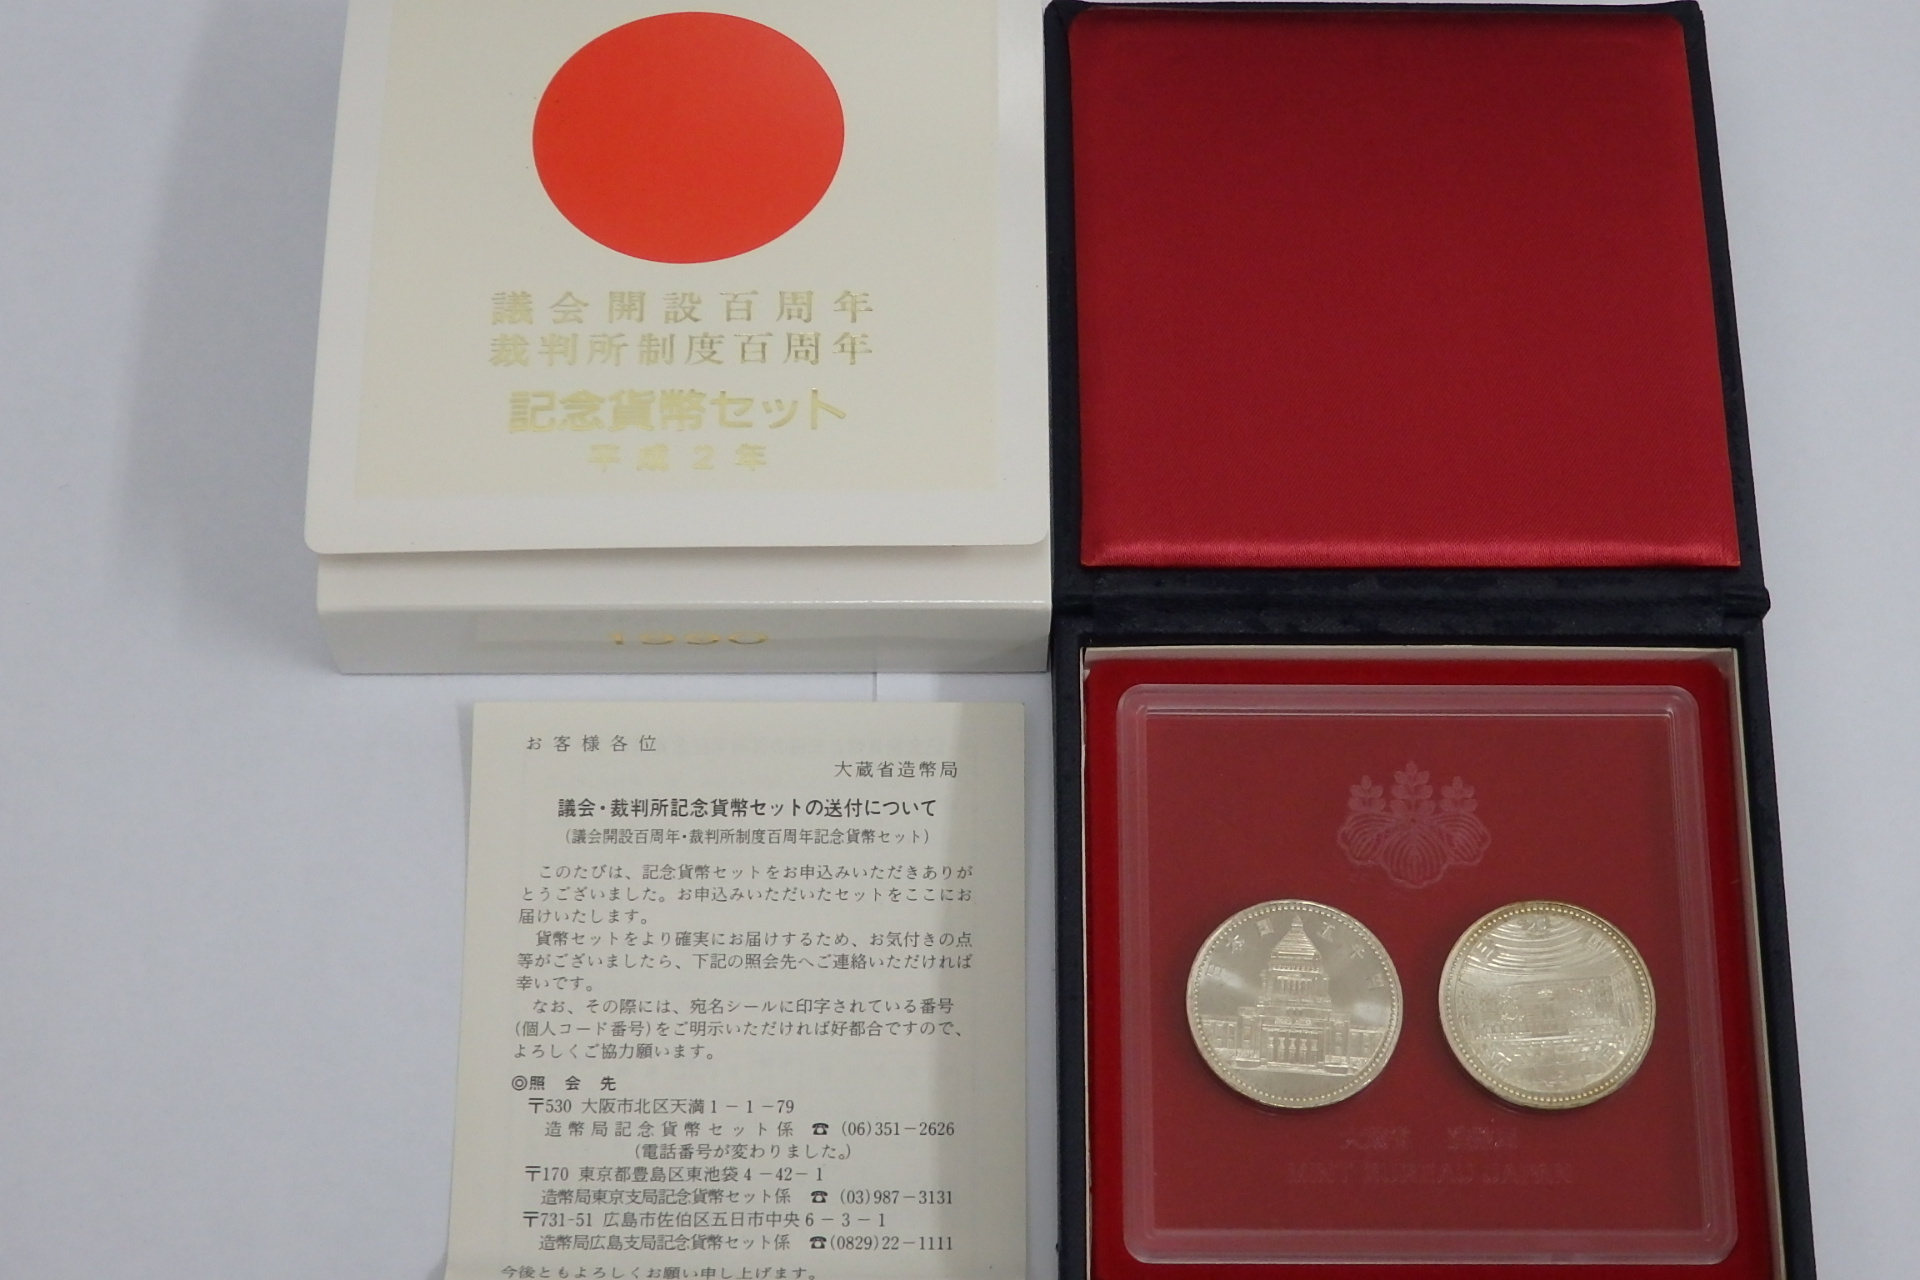 議会開設百周年
裁判所制度百周年
記念貨幣セット
平成2年
1990
お客様各位
大蔵省造幣局
議会・裁判所記念貨幣セットの送付について
(議会開設百周年・裁判所制度百周年記念貨幣セット)
このたびは、記念貨幣セットをお申込みいただきありが
とうございました。お申込みいただいたセットをここにお
届けいたします。
貨幣セットをより確実にお届けするため、お気付きの点
等がございましたら、下記の照会先へご連絡いただければ
幸いです。
なお、その際には、宛名シールに印字されている番号
(個人コード番号)をご明示いただければ好都合ですので、
よろしくご協力願います。
◎照会先
〒530 大阪市北区天満1-1-79
造幣局記念貨幣セット係 ☎ (06)351-2626
(電話番号が変わりました。)
〒170 東京都豊島区東池袋4-42-1
造幣局東京支局記念貨幣セット係 ☎ (03)987-3131
〒731-51 広島市佐伯区五日市中央6-3-1
造幣局広島支局記念貨幣セット係 ☎(0829)22-1111
今後ともよろしくお願い申し上げます。
日本国 五千円
日本国